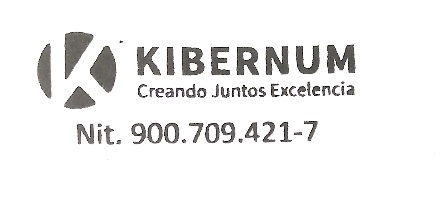 KIBERNUM
Creando Juntos Excelencia
Nit. 900.709.421-7